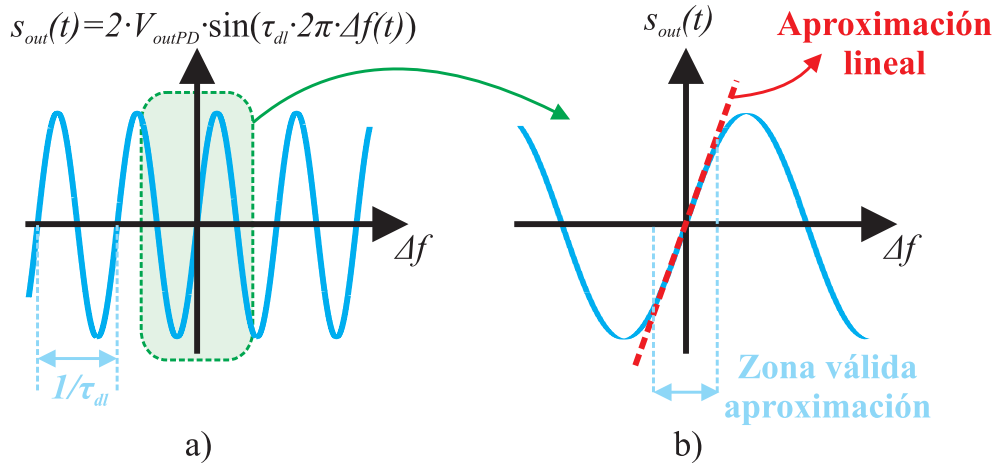 s_out(t)=2·V_outPD·sin(τ_dl·2π·Δf(t))
Δf
1/τ_dl
a)
s_out(t)
Aproximación
lineal
Δf
Zona válida
aproximación
b)